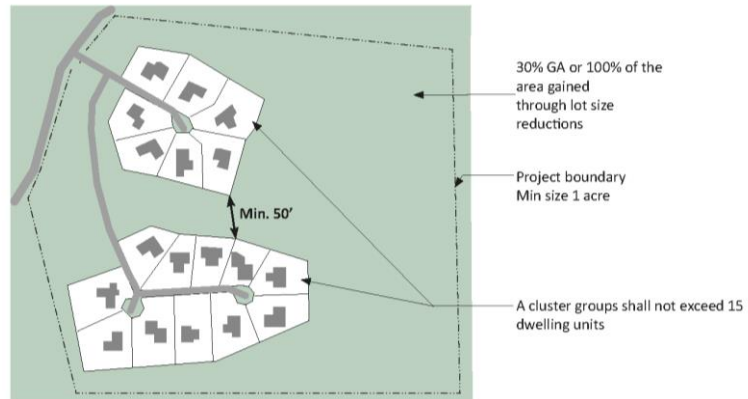 30% GA or 100% of the
area gained
through lot size
reductions
Project boundary
Min size 1 acre
Min. 50’
A cluster groups shall not exceed 15
dwelling units